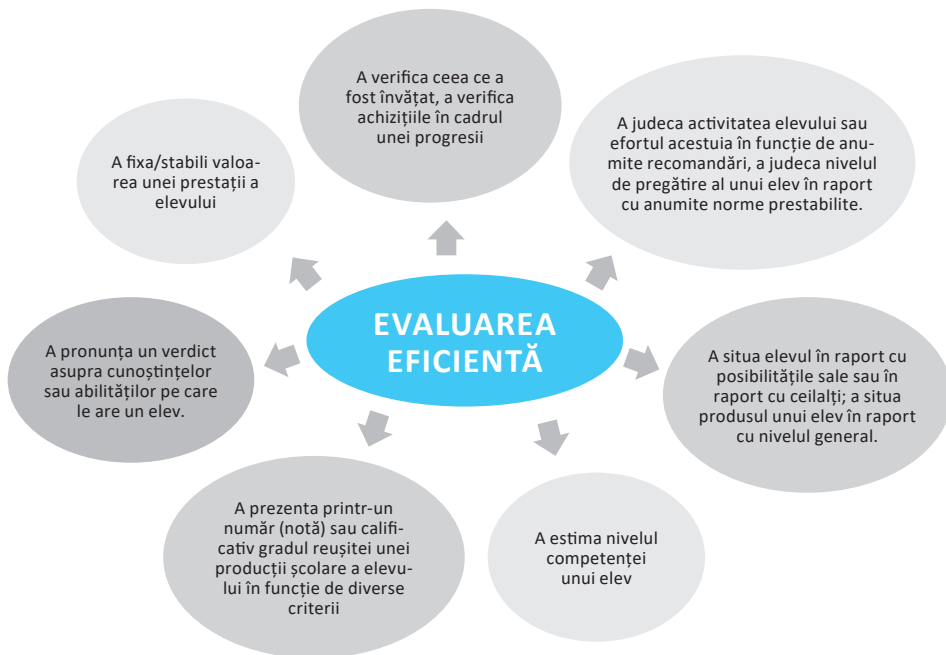 A verifica ceea ce a
fost învățat, a verifica
achizițiile în cadrul
unei progresii
A judeca activitatea elevului sau
efortul acestuia în funcție de anu-
mite recomandări, a judeca nivelul
de pregătire al unui elev în raport
cu anumite norme prestabilite.
A fixa/stabili valoa-
rea unei prestații a
elevului
EVALUAREA
EFICIENTĂ
A pronunța un verdict
asupra cunoștințelor
sau abilităților pe care
le are un elev.
A situa elevul în raport cu
posibilitățile sale sau în
raport cu ceilalți; a situa
produsul unui elev în raport
cu nivelul general.
A prezenta printr-un
număr (notă) sau califi-
cativ gradul reușitei unei
producții școlare a elevu-
lui în funcție de diverse
criterii
A estima nivelul
competenței
unui elev